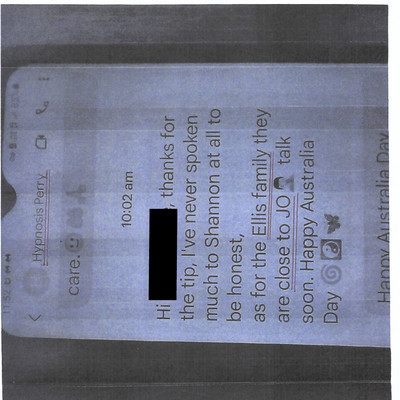 11:52
Hypnosis Perry
care.
10:02 am
Hi , thanks for
the tip, I've never spoken
much to Shannon at all to
be honest,
as for the Ellis family they
are close to JO talk
soon. Happy Australia
Day
Happy Australia Day